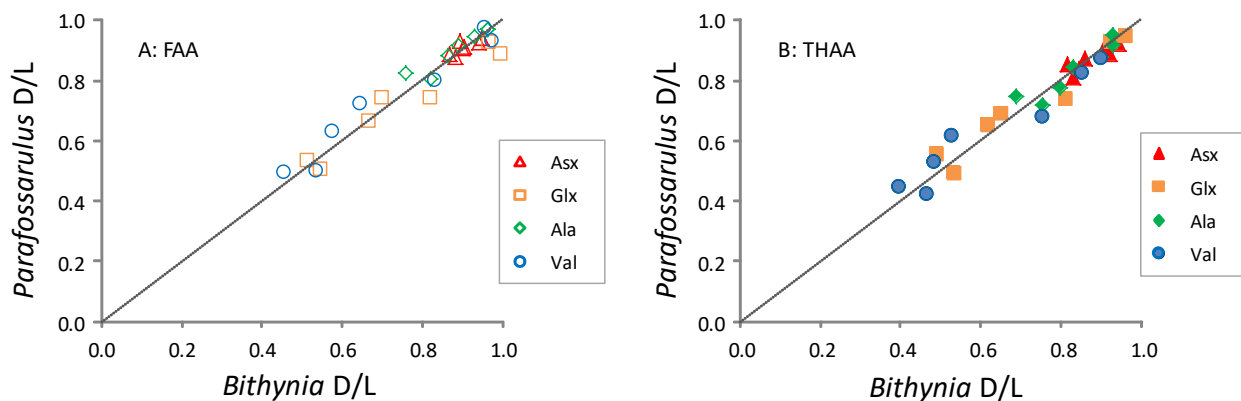 A: FAA
Parafossarulus D/L
1.0
0.8
0.6
0.4
0.2
0.0
0.0 0.2 0.4 0.6 0.8 1.0
Bithynia D/L
Asx
Glx
Ala
Val
B: THAA
Parafossarulus D/L
1.0
0.8
0.6
0.4
0.2
0.0
0.0 0.2 0.4 0.6 0.8 1.0
Bithynia D/L
Asx
Glx
Ala
Val